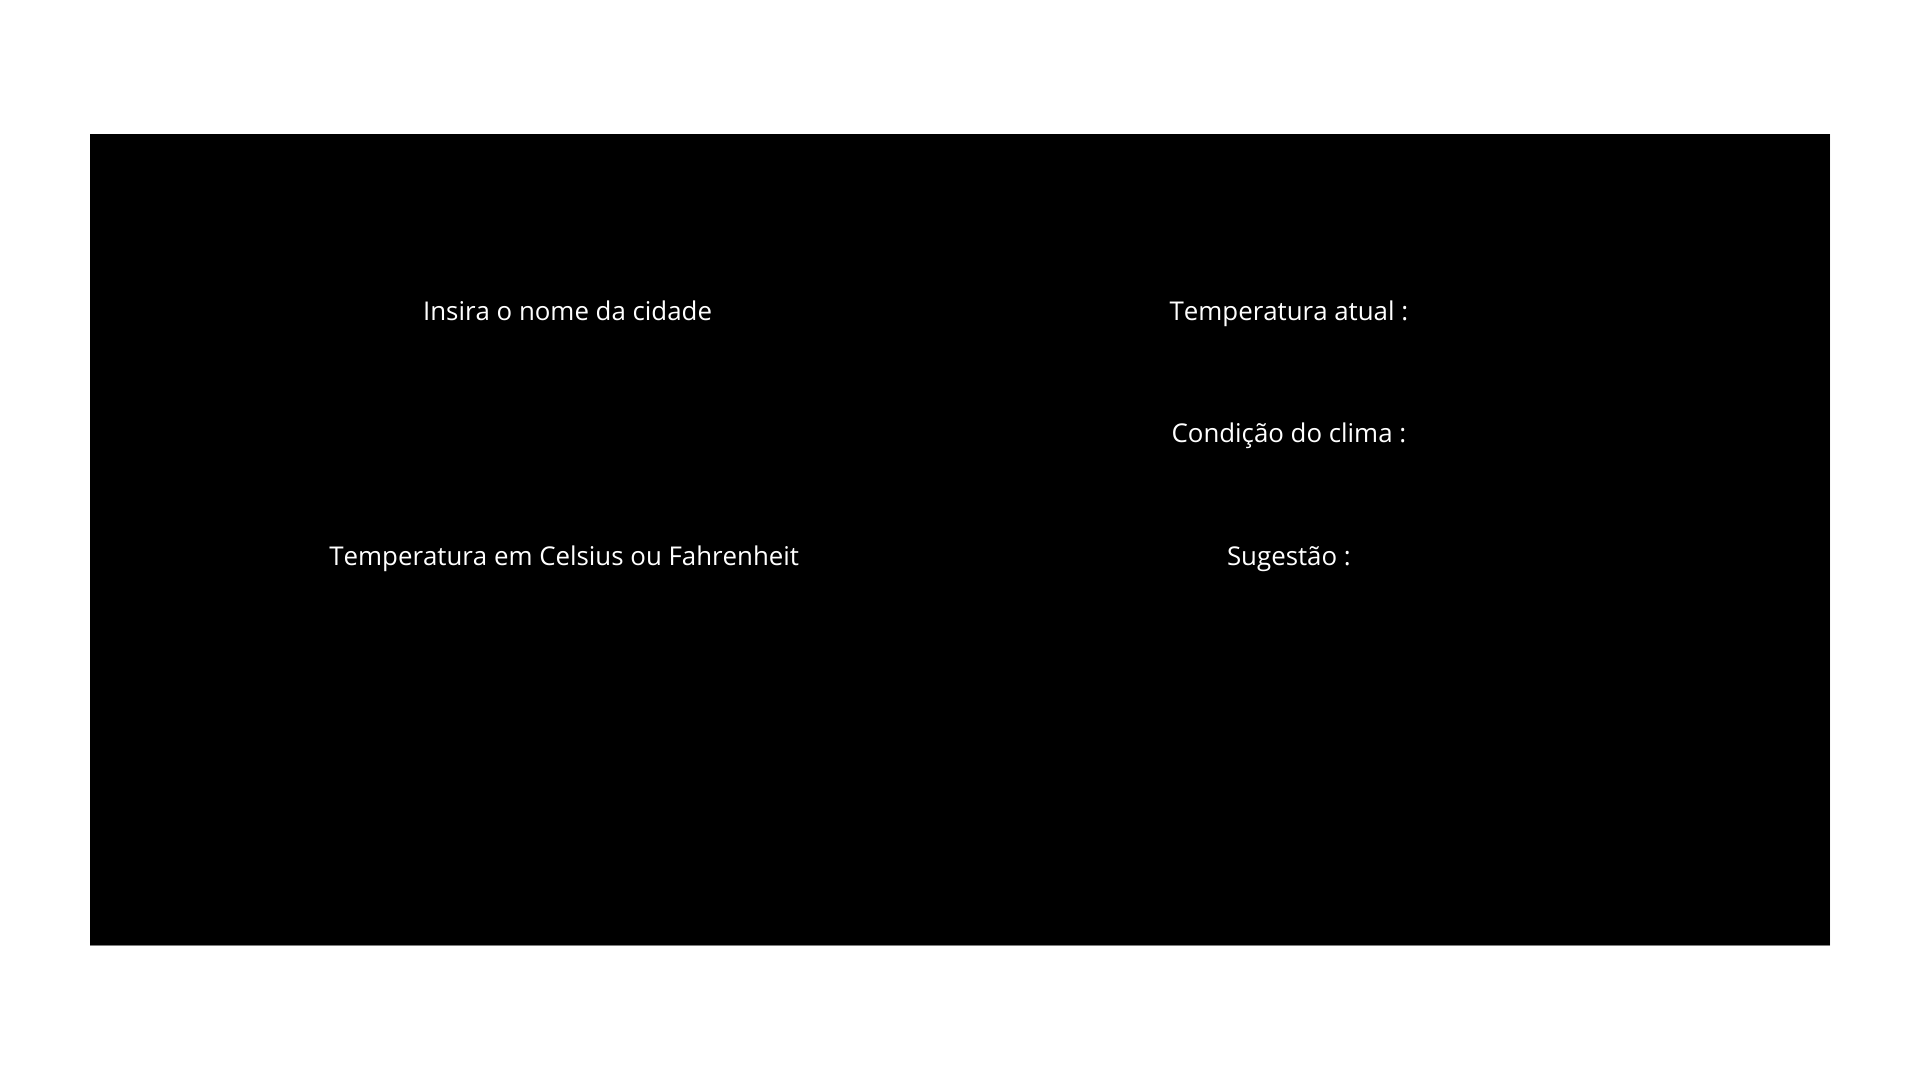 Insira o nome da cidade
Temperatura em Celsius ou Fahrenheit
Temperatura atual :
Condição do clima :
Sugestão :